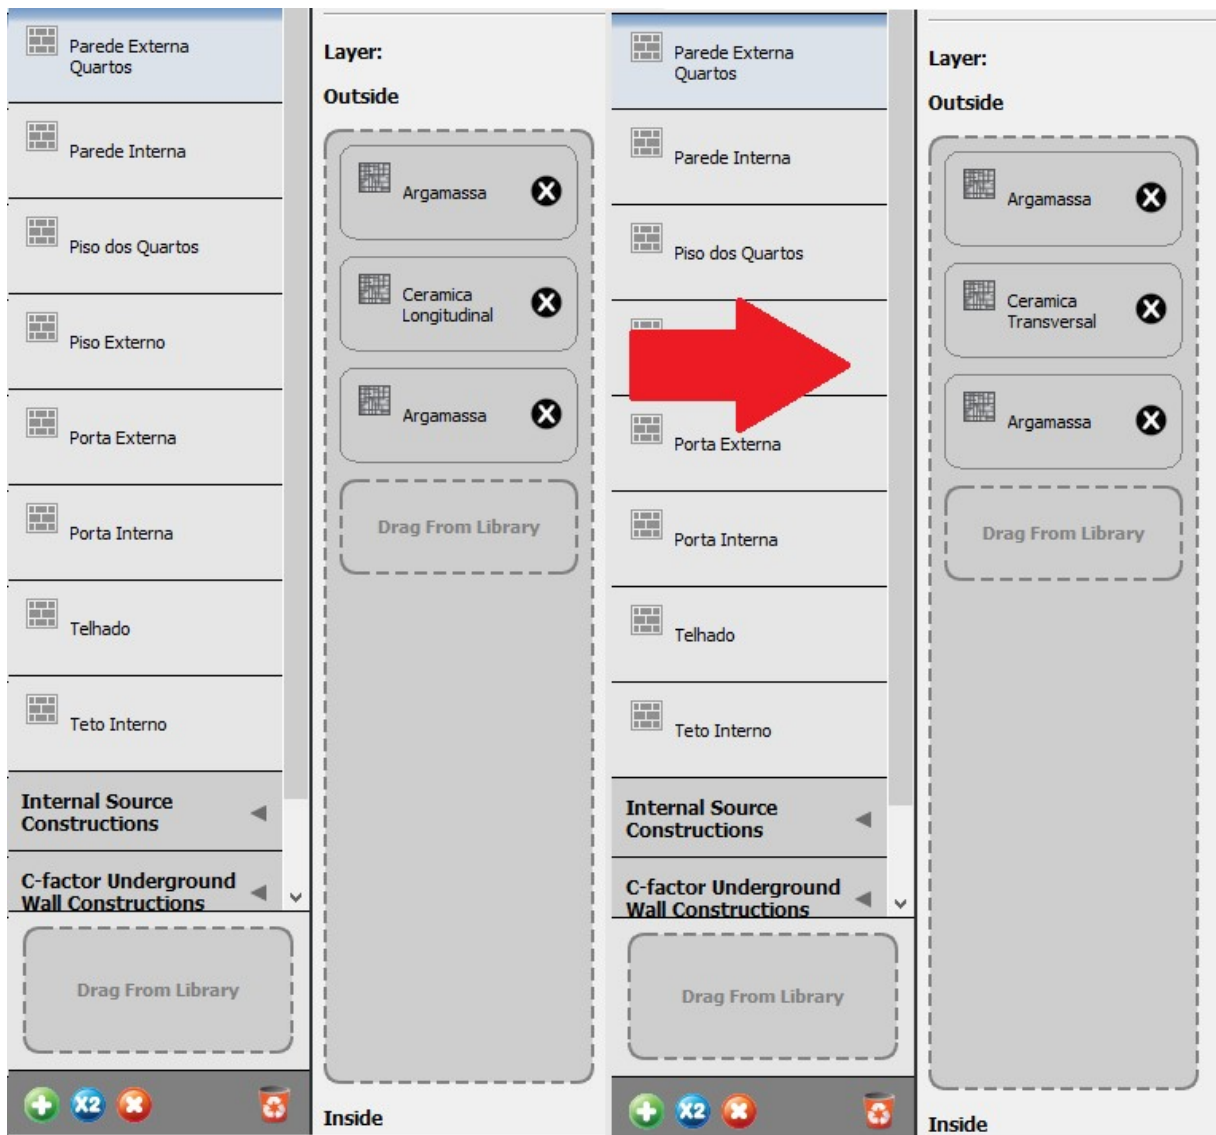 Parede Externa
Quartos
Parede Interna
Piso dos Quartos
Piso Externo
Porta Externa
Porta Interna
Telhado
Teto Interno
Internal Source
Constructions
C-factor Underground
Wall Constructions
Drag From Library
X2
Layer:
Outside
Argamassa
Ceramica
Longitudinal
Argamassa
Drag From Library
Inside
Parede Externa
Quartos
Parede Interna
Piso dos Quartos
Porta Externa
Porta Interna
Telhado
Teto Interno
Internal Source
Constructions
C-factor Underground
Wall Constructions
Drag From Library
X2
Layer:
Outside
Argamassa
Ceramica
Transversal
Argamassa
Drag From Library
Inside